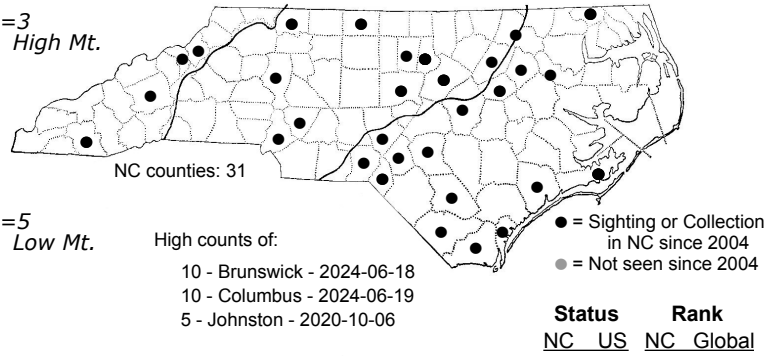 =3
High Mt.
NC counties: 31
=5
Low Mt.
High counts of:
10 - Brunswick - 2024-06-18
10 - Columbus - 2024-06-19
5 - Johnston - 2020-10-06
● = Sighting or Collection
in NC since 2004
● = Not seen since 2004
Status Rank
NC US NC Global